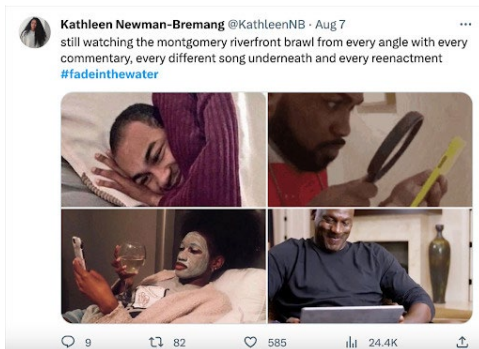 Kathleen Newman-Bremang @KathleenNB · Aug 7
still watching the montgomery riverfront brawl from every angle with every
commentary, every different song underneath and every reenactment
#fadeinthewater
9 82 585 24.4K